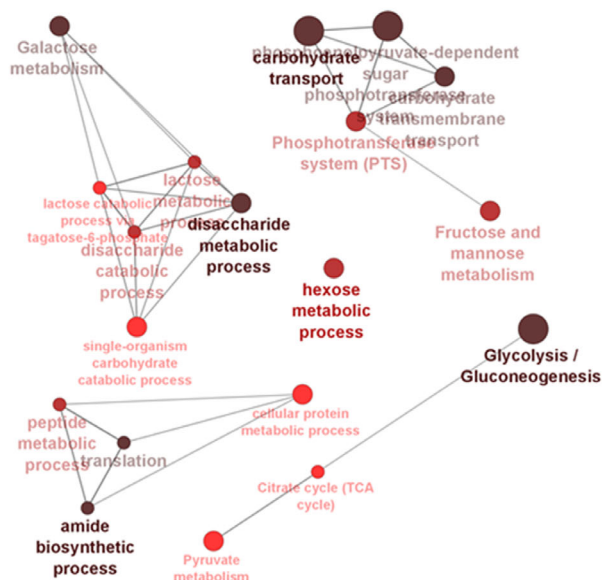 Galactose
metabolism
carbohydrate
transport
phosphoenolpyruvate-dependent
sugar
phosphotransferase
system
carbohydrate
transmembrane
transport
Phosphotransferase
system (PTS)
Fructose and
mannose
metabolism
lactose
metabolic
process
lactose catabolic
process via
tagatose-6-phosphate
disaccharide
metabolic
process
disaccharide
catabolic
process
hexose
metabolic
process
single-organism
carbohydrate
catabolic process
Glycolysis /
Gluconeogenesis
peptide
metabolic
process
translation
cellular protein
metabolic process
amide
biosynthetic
process
Citrate cycle (TCA
cycle)
Pyruvate
metabolism